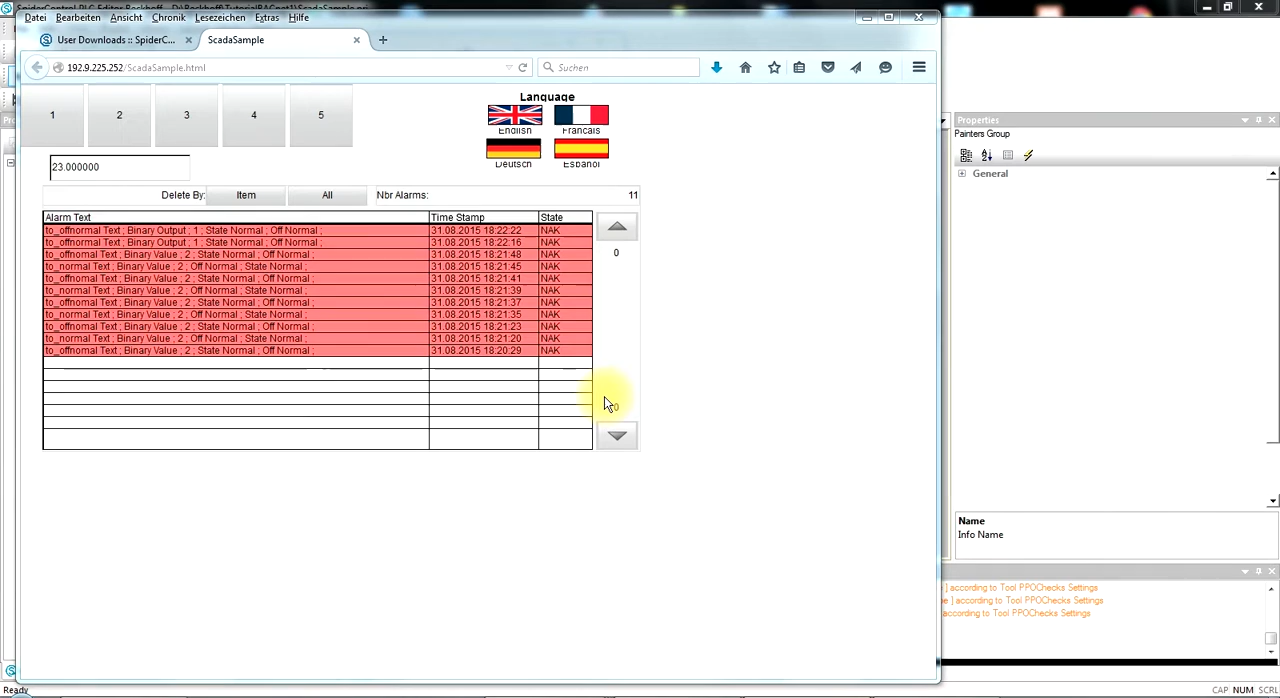 SpiderControl PLC Editor Beckhoff
Datei Bearbeiten Ansicht Chronik Lesezeichen Extras Hilfe
User Downloads :: SpiderC... ScadaSample
192.9.225.252/ScadaSample.html Suchen
1 2 3 4 5
Language
English Francais
Deutsch Espanol
23.000000
Delete By: Item All Nbr Alarms: 11
Alarm Text Time Stamp State
to_offnormal Text ; Binary Output ; 1 ; State Normal ; Off Normal ; 31.08.2015 18:22:22 NAK
to_offnormal Text ; Binary Output ; 1 ; State Normal ; Off Normal ; 31.08.2015 18:22:16 NAK
to_offnormal Text ; Binary Value ; 2 ; State Normal ; Off Normal ; 31.08.2015 18:21:48 NAK
to_normal Text ; Binary Value ; 2 ; Off Normal ; State Normal ; 31.08.2015 18:21:45 NAK
to_offnormal Text ; Binary Value ; 2 ; State Normal ; Off Normal ; 31.08.2015 18:21:41 NAK
to_normal Text ; Binary Value ; 2 ; Off Normal ; State Normal ; 31.08.2015 18:21:39 NAK
to_offnormal Text ; Binary Value ; 2 ; State Normal ; Off Normal ; 31.08.2015 18:21:37 NAK
to_normal Text ; Binary Value ; 2 ; Off Normal ; State Normal ; 31.08.2015 18:21:35 NAK
to_offnormal Text ; Binary Value ; 2 ; State Normal ; Off Normal ; 31.08.2015 18:21:23 NAK
to_normal Text ; Binary Value ; 2 ; Off Normal ; State Normal ; 31.08.2015 18:21:20 NAK
to_offnormal Text ; Binary Value ; 2 ; State Normal ; Off Normal ; 31.08.2015 18:20:29 NAK
0
0
Properties
Painters Group
General
Name
Info Name
] according to Tool PPOChecks Settings
e ] according to Tool PPOChecks Settings
according to Tool PPOChecks Settings
Ready CAP NUM SCRL